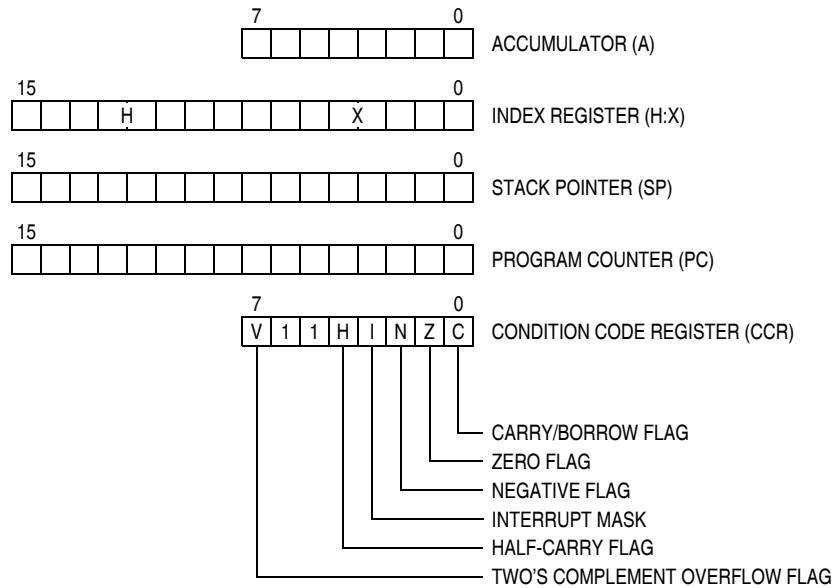 7 0
ACCUMULATOR (A)
15 0
H X INDEX REGISTER (H:X)
15 0
STACK POINTER (SP)
15 0
PROGRAM COUNTER (PC)
7 0
V 1 1 H I N Z C CONDITION CODE REGISTER (CCR)
CARRY/BORROW FLAG
ZERO FLAG
NEGATIVE FLAG
INTERRUPT MASK
HALF-CARRY FLAG
TWO'S COMPLEMENT OVERFLOW FLAG